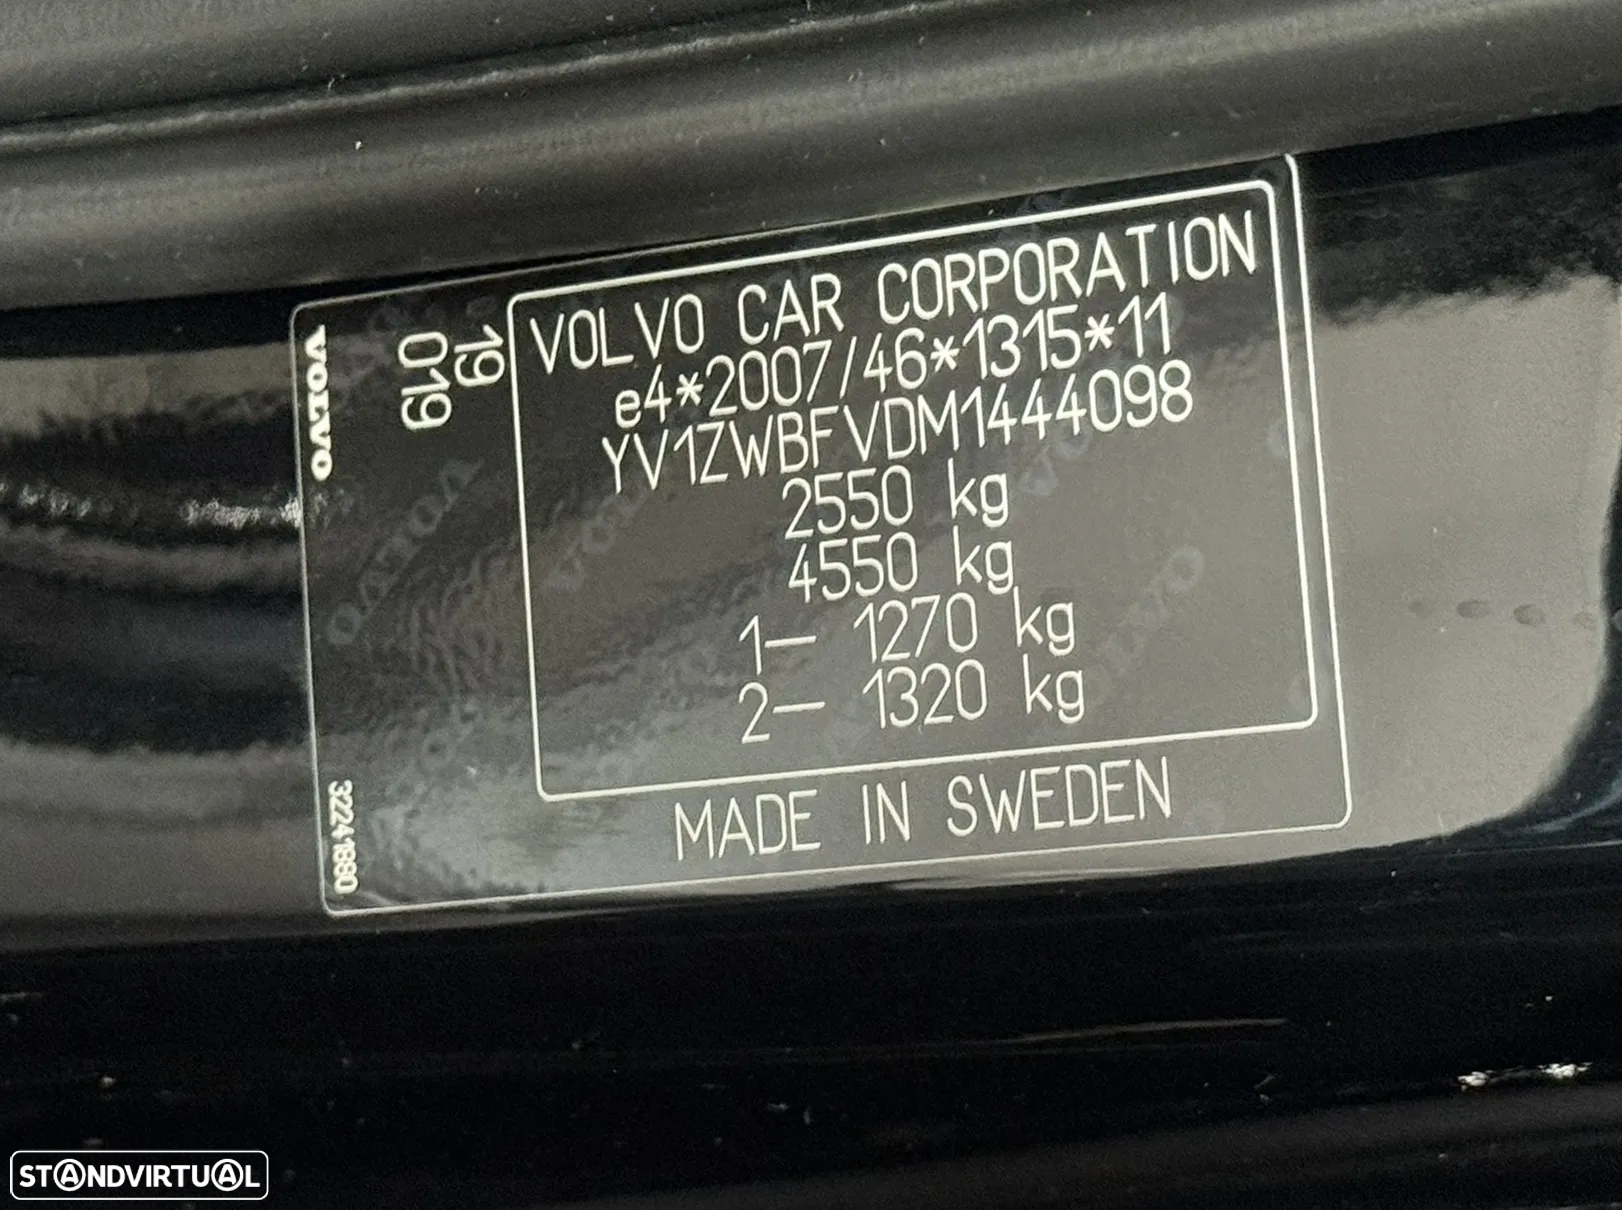 VOLVO
019
19
VOLVO CAR CORPORATION
e4*2007/46*1315*11
YV1ZWBFVDM1444098
2550 kg
4550 kg
1— 1270 kg
2— 1320 kg
MADE IN SWEDEN
32241880
STANDVIRTUAL